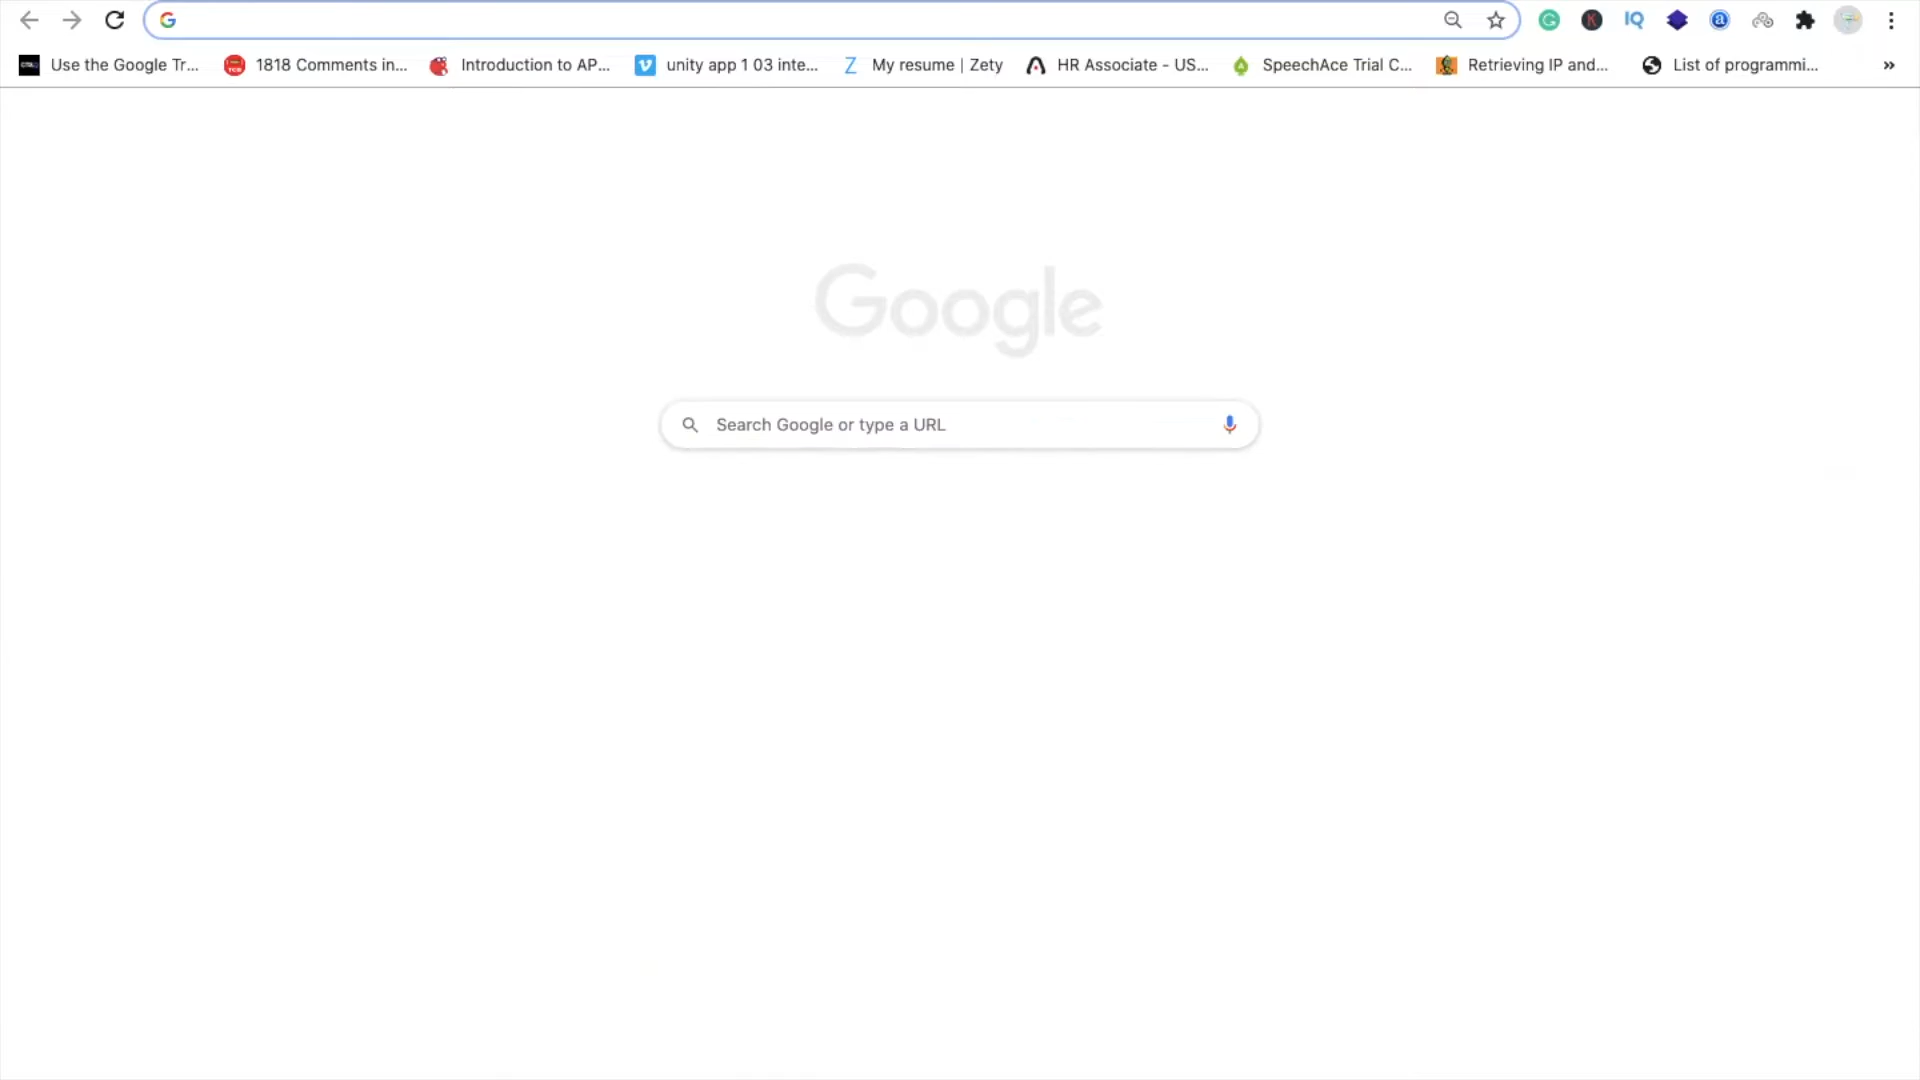 Use the Google Tr... 1818 Comments in... Introduction to AP... unity app 1 03 inte... My resume | Zety HR Associate - US... SpeechAce Trial C... Retrieving IP and... List of programmi... »
Google
Search Google or type a URL